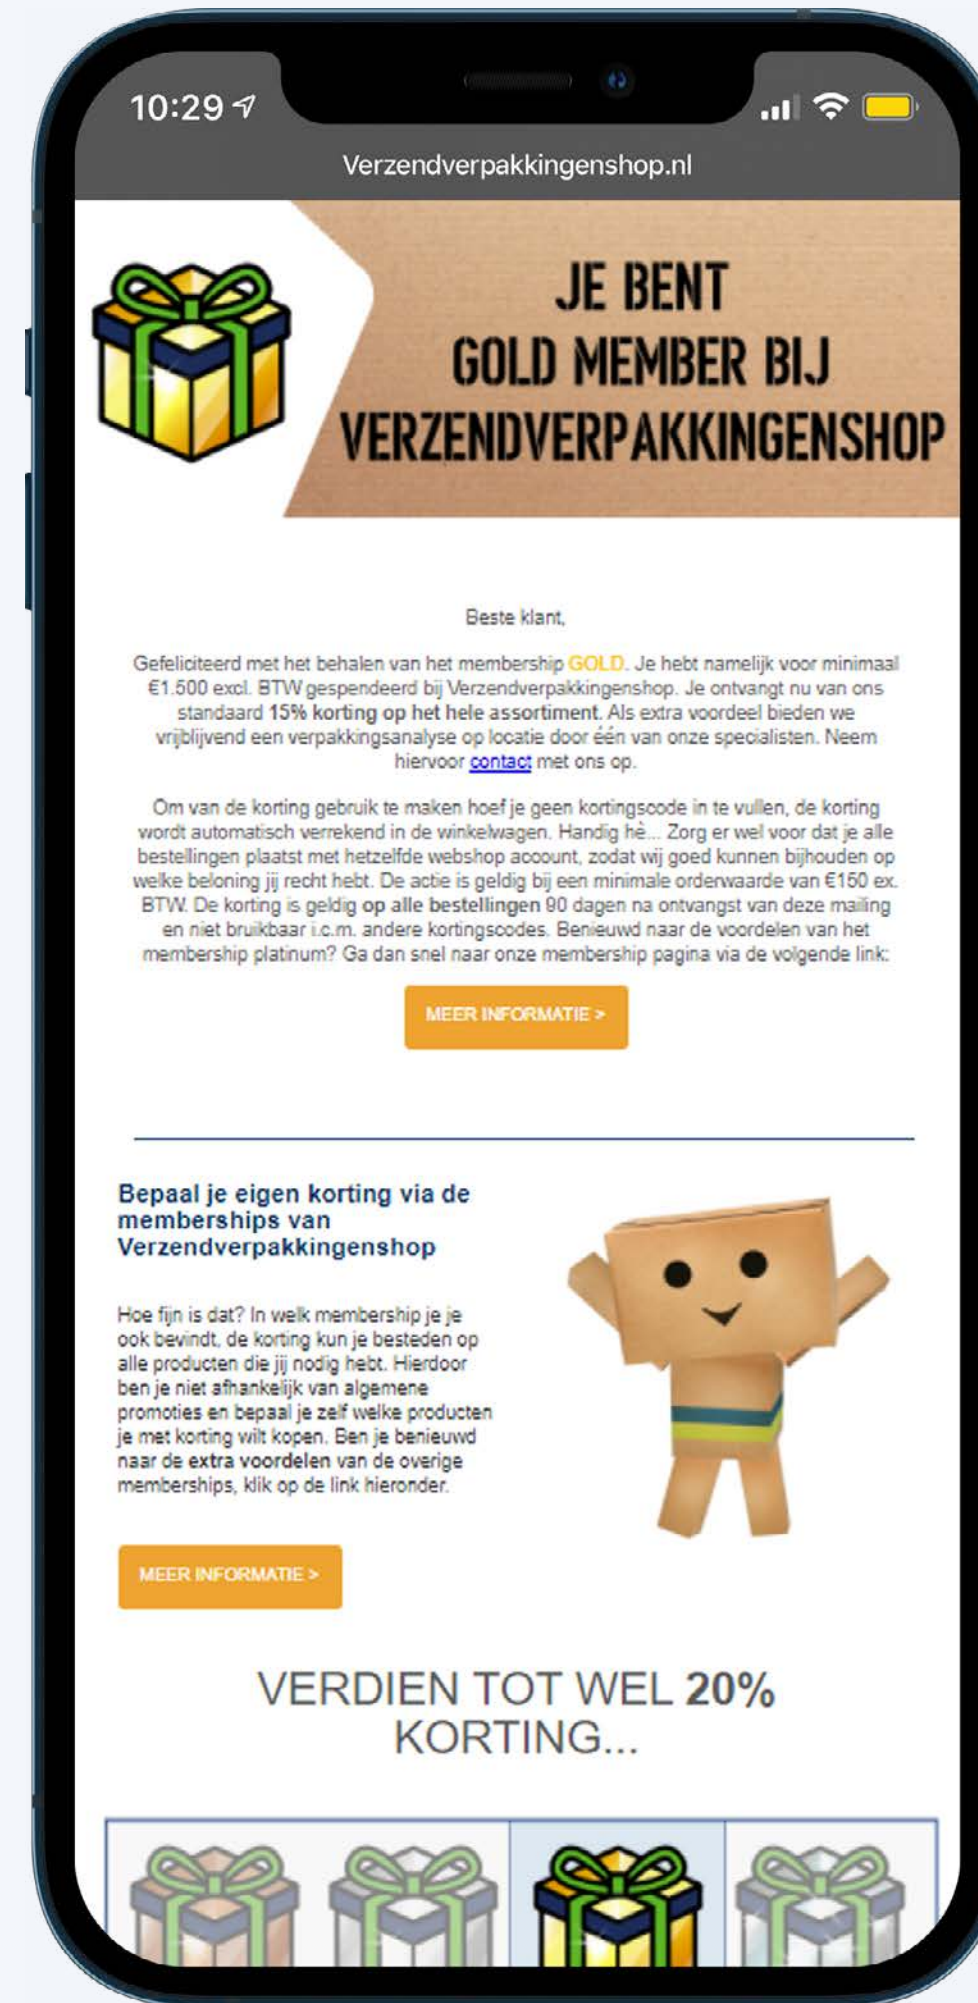 10:29
Verzendverpakkingenshop.nl
JE BENT
GOLD MEMBER BIJ
VERZENDVERPAKKINGENSHOP
Beste klant,
Gefeliciteerd met het behalen van het membership GOLD. Je hebt namelijk voor minimaal
€1.500 excl. BTW gespendeerd bij Verzendverpakkingenshop. Je ontvangt nu van ons
standaard 15% korting op het hele assortiment. Als extra voordeel bieden we
vrijblijvend een verpakkingsanalyse op locatie door één van onze specialisten. Neem
hiervoor contact met ons op.
Om van de korting gebruik te maken hoef je geen kortingscode in te vullen, de korting
wordt automatisch verrekend in de winkelwagen. Handig hè... Zorg er wel voor dat je alle
bestellingen plaatst met hetzelfde webshop account, zodat wij goed kunnen bijhouden op
welke beloning jij recht hebt. De actie is geldig bij een minimale orderwaarde van €150 ex.
BTW. De korting is geldig op alle bestellingen 90 dagen na ontvangst van deze mailing
en niet bruikbaar i.c.m. andere kortingscodes. Benieuwd naar de voordelen van het
membership platinum? Ga dan snel naar onze membership pagina via de volgende link:
MEER INFORMATIE >
Bepaal je eigen korting via de
memberships van
Verzendverpakkingenshop
Hoe fijn is dat? In welk membership je je
ook bevindt, de korting kun je besteden op
alle producten die jij nodig hebt. Hierdoor
ben je niet afhankelijk van algemene
promoties en bepaal je zelf welke producten
je met korting wilt kopen. Ben je benieuwd
naar de extra voordelen van de overige
memberships, klik op de link hieronder.
MEER INFORMATIE >
VERDIEN TOT WEL 20%
KORTING...